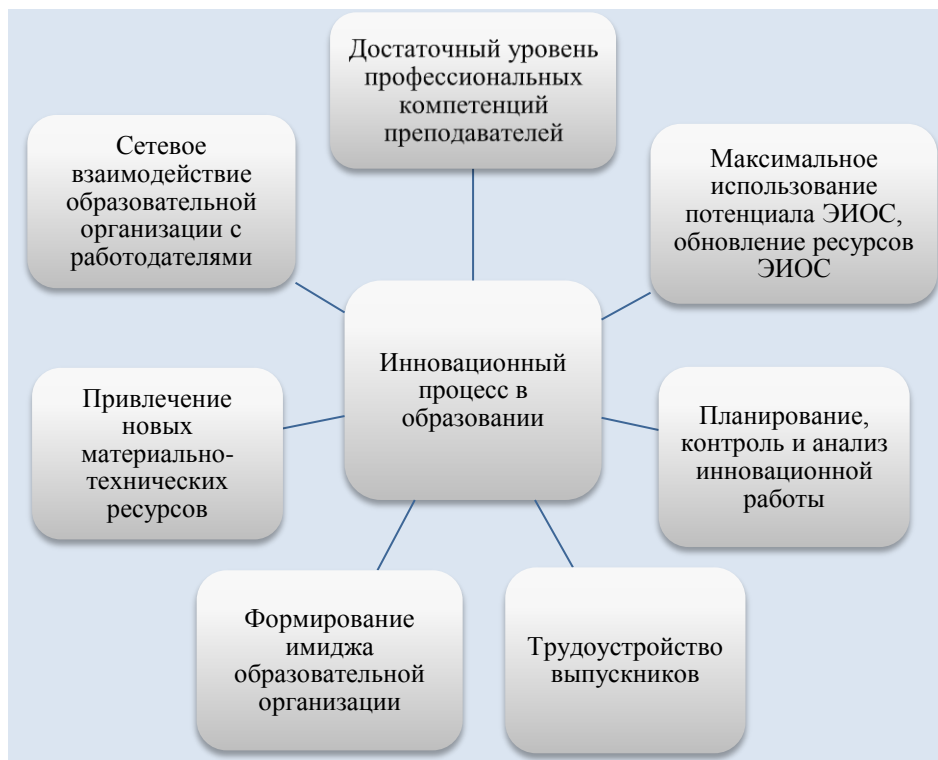 Достаточный уровень
профессиональных
компетенций
преподавателей
Сетевое
взаимодействие
образовательной
организации с
работодателями
Максимальное
использование
потенциала ЭИОС,
обновление ресурсов
ЭИОС
Инновационный
процесс в
образовании
Привлечение
новых
материально-
технических
ресурсов
Планирование,
контроль и анализ
инновационной
работы
Формирование
имиджа
образовательной
организации
Трудоустройство
выпускников